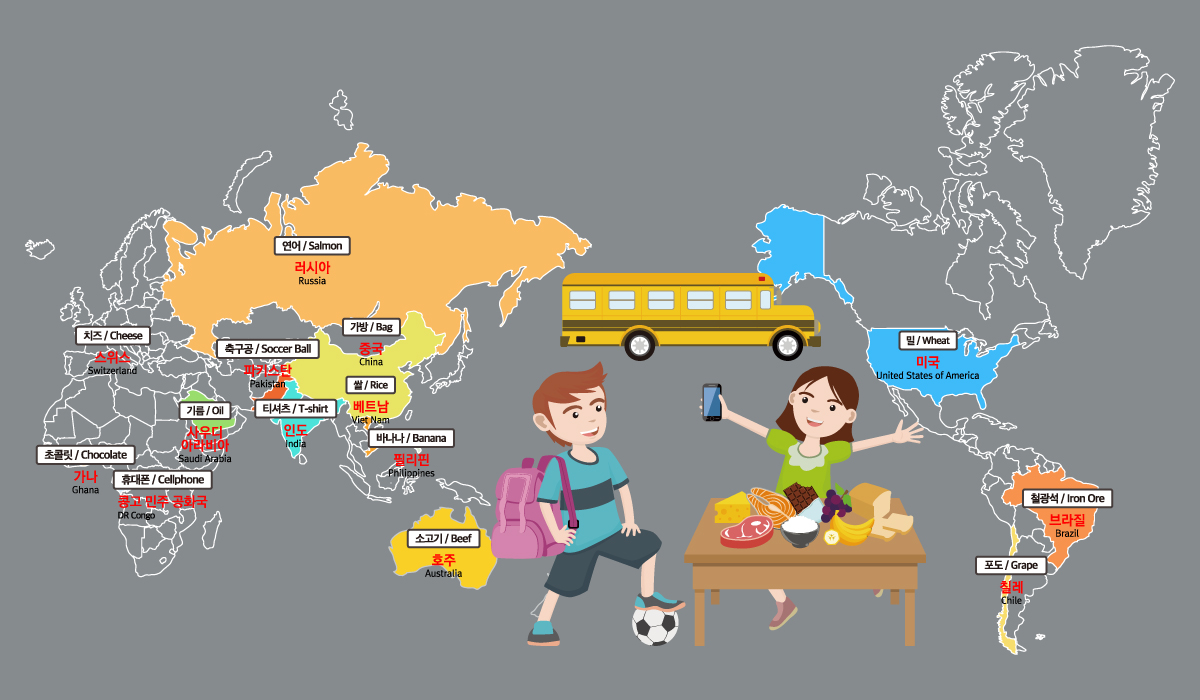 연어 / Salmon
러시아
Russia
치즈 / Cheese
스위스
Switzerland
축구공 / Soccer Ball
파키스탄
Pakistan
가방 / Bag
중국
China
쌀 / Rice
베트남
Viet Nam
기름 / Oil
사우디
아라비아
Saudi Arabia
티셔츠 / T-shirt
인도
India
바나나 / Banana
필리핀
Philippines
초콜릿 / Chocolate
가나
Ghana
휴대폰 / Cellphone
콩고 민주 공화국
DR Congo
소고기 / Beef
호주
Australia
밀 / Wheat
미국
United States of America
철광석 / Iron Ore
브라질
Brazil
포도 / Grape
칠레
Chile